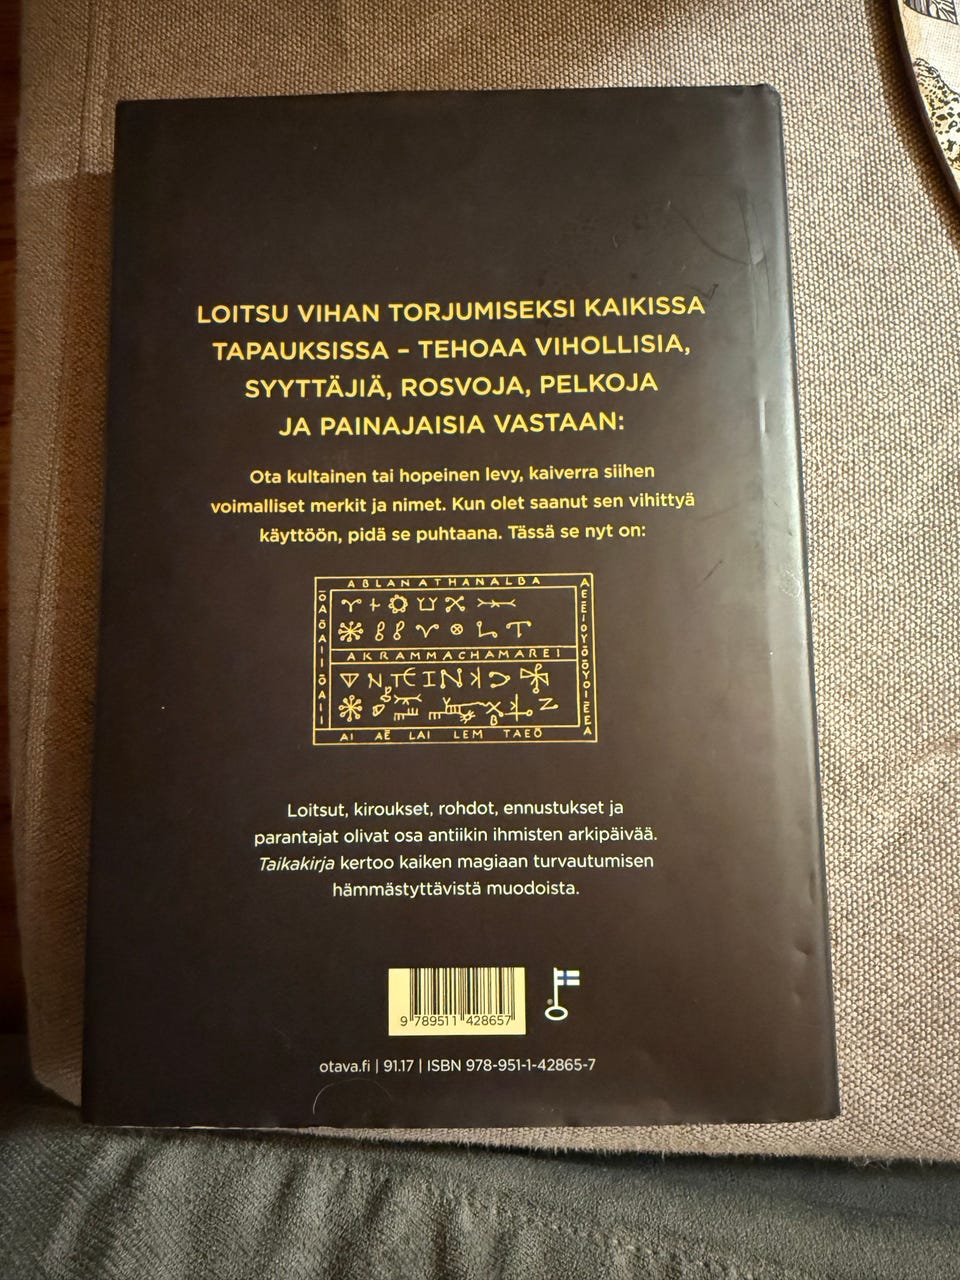 LOITSU VIHAN TORJUMISEKSI KAIKISSA
TAPAUKSISSA – TEHOAA VIHOLLISIA,
SYYTTÄJIÄ, ROSVOJA, PELKOJA
JA PAINAJAISIA VASTAAN:
Ota kultainen tai hopeinen levy, kaiverra siihen
voimalliset merkit ja nimet. Kun olet saanut sen vihittyä
käyttöön, pidä se puhtaana. Tässä se nyt on:
ABLANATHANALBA
AKRAMMACHAMAREI
AI AĒ LAI LEM TAEŌ
Loitsut, kiroukset, rohdot, ennustukset ja
parantajat olivat osa antiikin ihmisten arkipäivää.
Taikakirja kertoo kaiken magiaan turvautumisen
hämmästyttävistä muodoista.
9 789511 428657
otava.fi | 91.17 | ISBN 978-951-1-42865-7